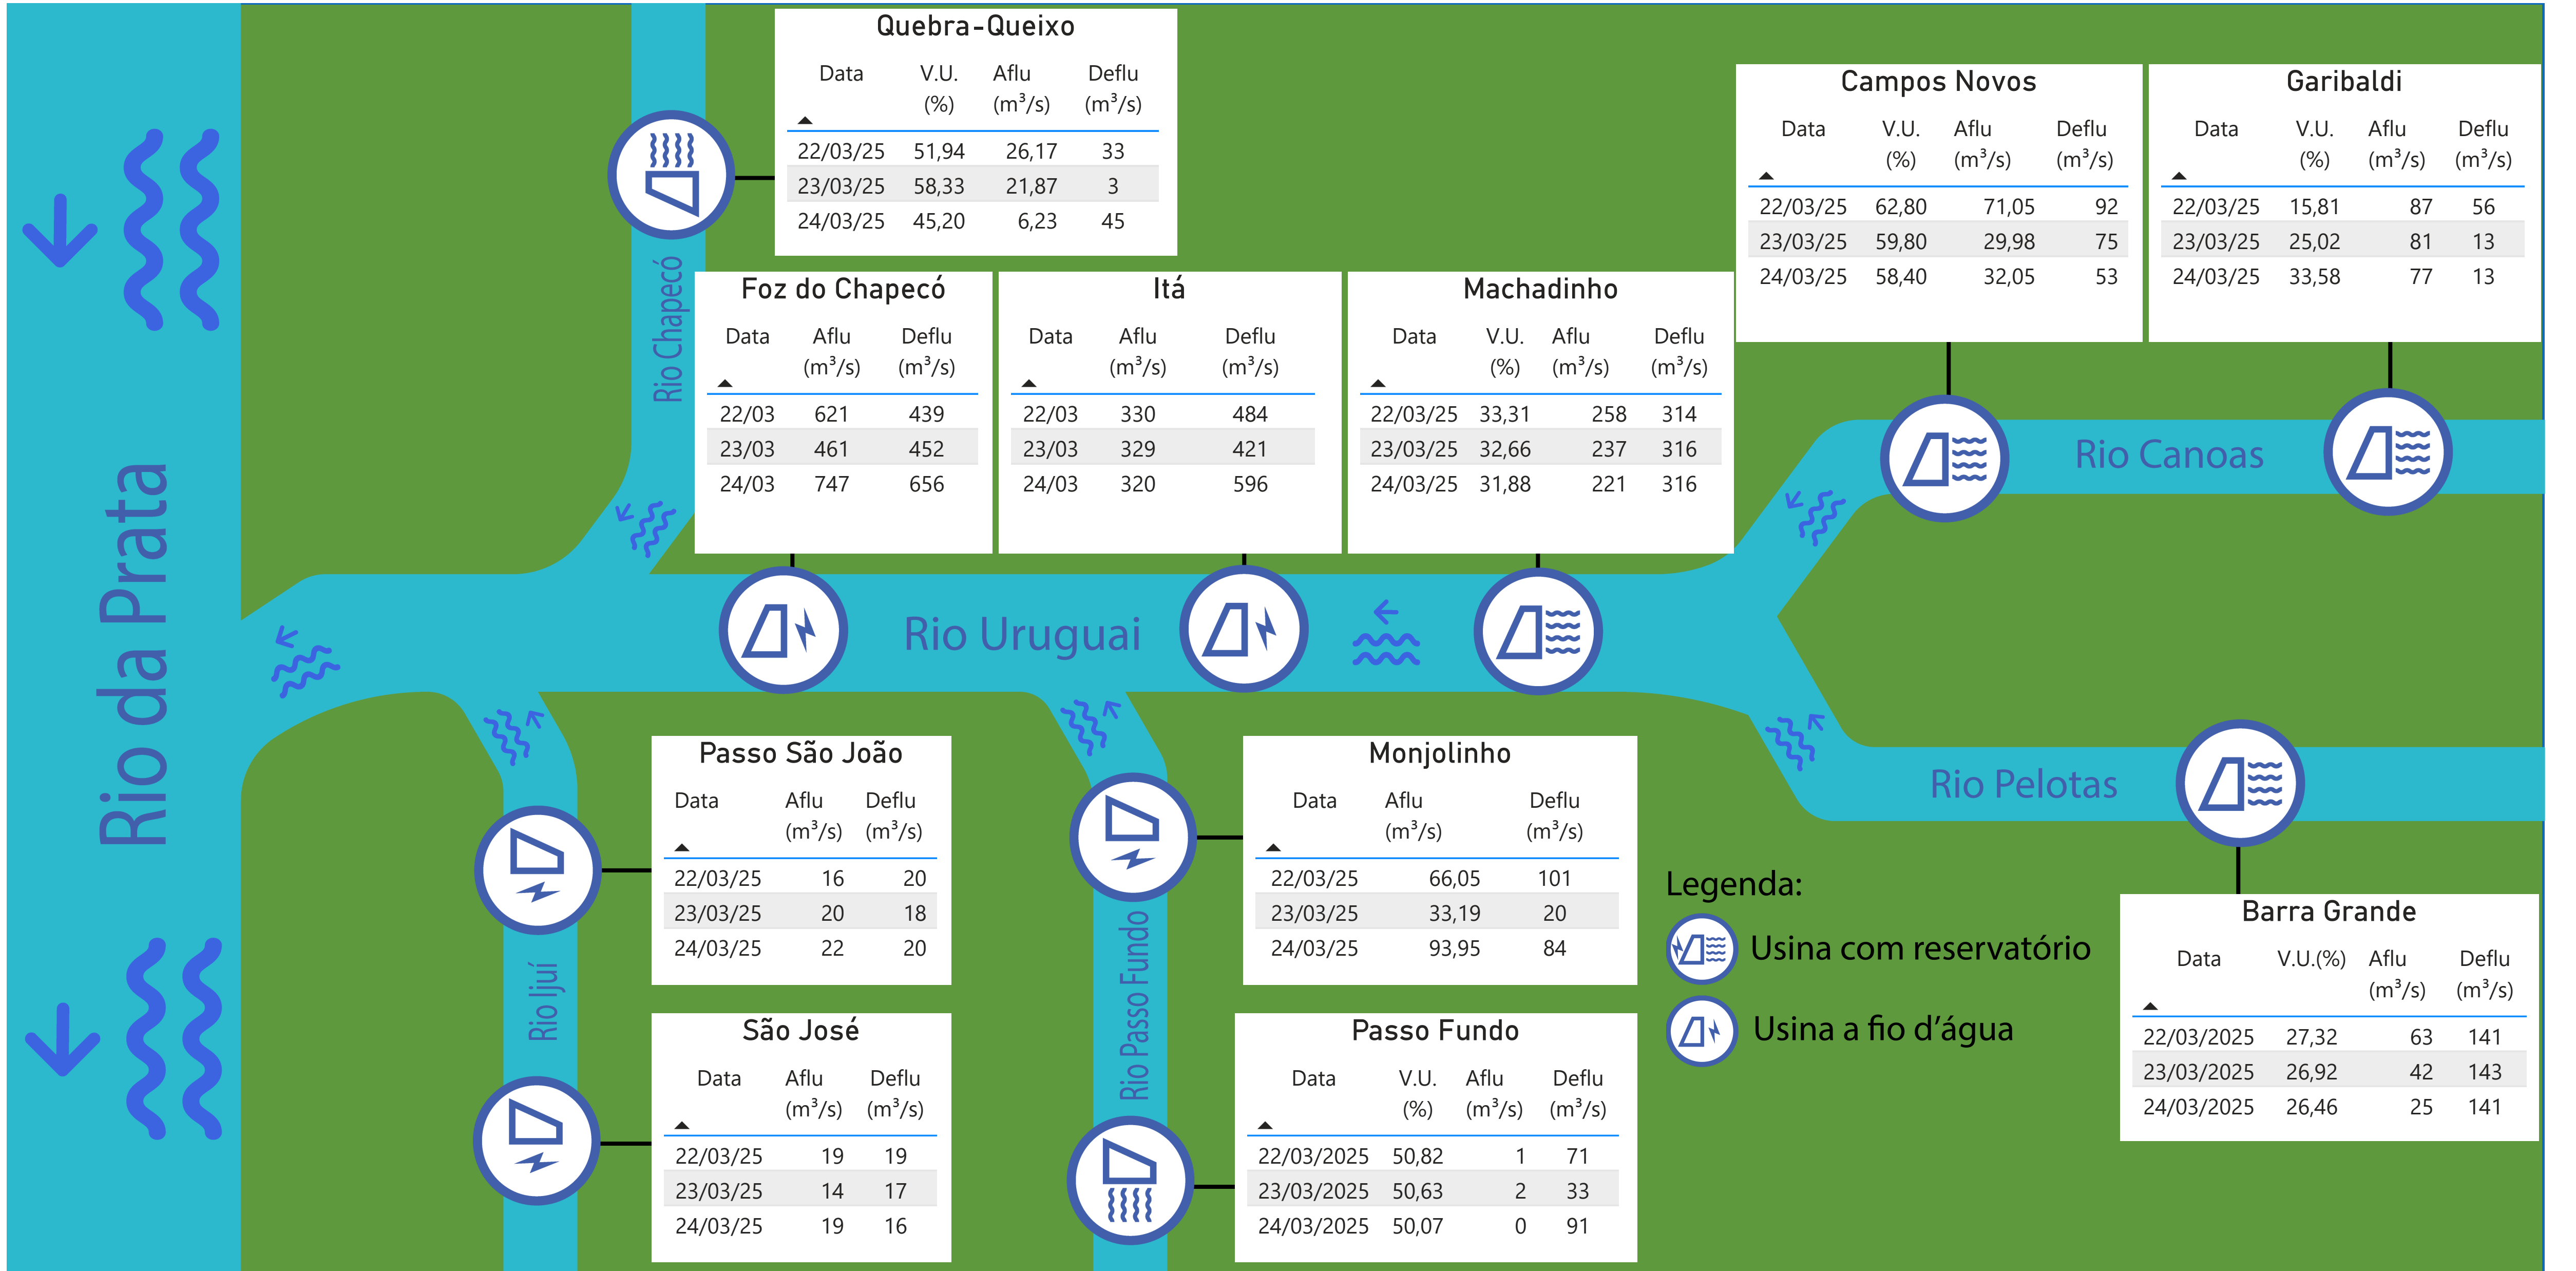 Quebra-Queixo
Data V.U. (%) Aflu (m³/s) Deflu (m³/s)
22/03/25 51,94 26,17 33
23/03/25 58,33 21,87 3
24/03/25 45,20 6,23 45
Campos Novos
Data V.U. (%) Aflu (m³/s) Deflu (m³/s)
22/03/25 62,80 71,05 92
23/03/25 59,80 29,98 75
24/03/25 58,40 32,05 53
Garibaldi
Data V.U. (%) Aflu (m³/s) Deflu (m³/s)
22/03/25 15,81 87 56
23/03/25 25,02 81 13
24/03/25 33,58 77 13
Rio Chapecó
Foz do Chapecó
Data Aflu (m³/s) Deflu (m³/s)
22/03 621 439
23/03 461 452
24/03 747 656
Itá
Data Aflu (m³/s) Deflu (m³/s)
22/03 330 484
23/03 329 421
24/03 320 596
Machadinho
Data V.U. (%) Aflu (m³/s) Deflu (m³/s)
22/03/25 33,31 258 314
23/03/25 32,66 237 316
24/03/25 31,88 221 316
Rio Canoas
Rio da Prata
Rio Uruguai
Rio Pelotas
Passo São João
Data Aflu (m³/s) Deflu (m³/s)
22/03/25 16 20
23/03/25 20 18
24/03/25 22 20
Monjolinho
Data Aflu (m³/s) Deflu (m³/s)
22/03/25 66,05 101
23/03/25 33,19 20
24/03/25 93,95 84
Legenda:
Usina com reservatório
Usina a fio d’água
Barra Grande
Data V.U.(%) Aflu (m³/s) Deflu (m³/s)
22/03/2025 27,32 63 141
23/03/2025 26,92 42 143
24/03/2025 26,46 25 141
Rio Ijuí
São José
Data Aflu (m³/s) Deflu (m³/s)
22/03/25 19 19
23/03/25 14 17
24/03/25 19 16
Rio Passo Fundo
Passo Fundo
Data V.U. (%) Aflu (m³/s) Deflu (m³/s)
22/03/2025 50,82 1 71
23/03/2025 50,63 2 33
24/03/2025 50,07 0 91